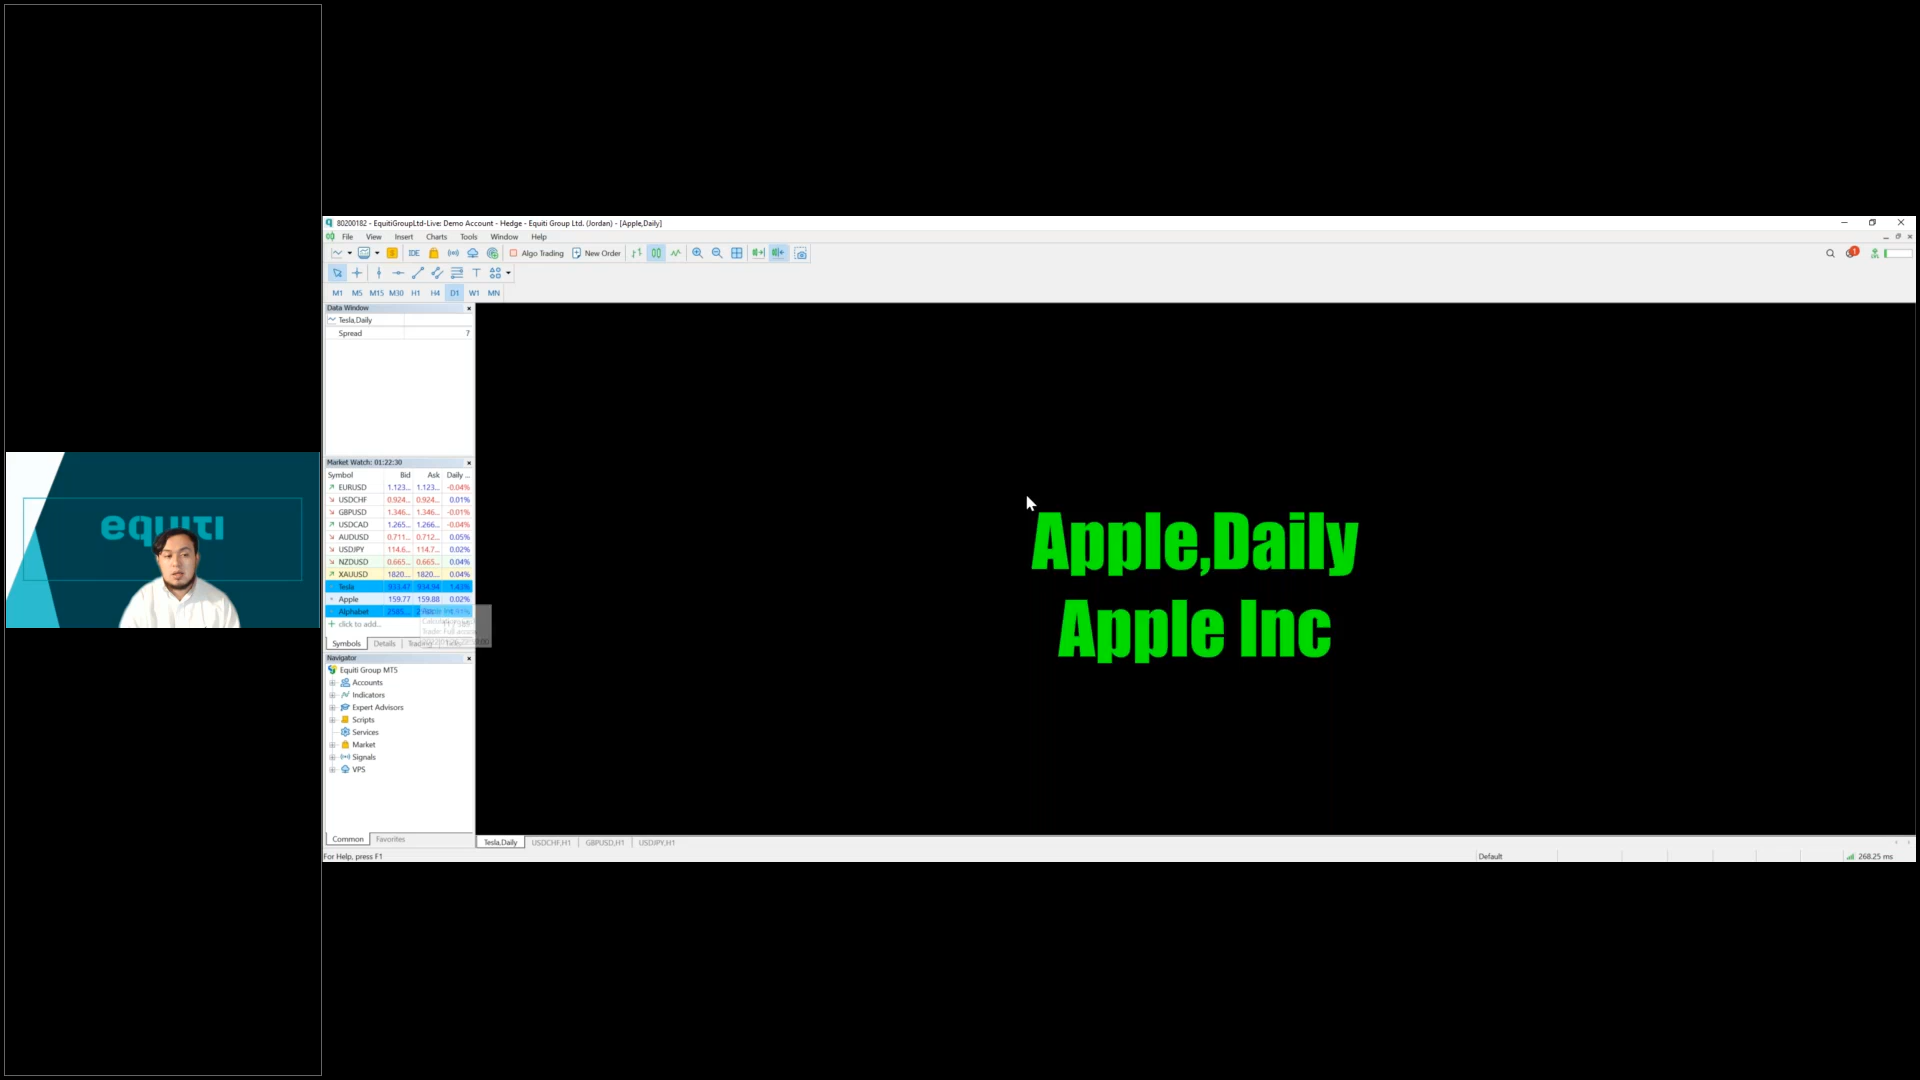 equiti
80200182 - EquitiGroupLtd-Live: Demo Account - Hedge - Equiti Group Ltd. (Jordan) - [Apple,Daily]
File View Insert Charts Tools Window Help
IDE Algo Trading New Order
M1 M5 M15 M30 H1 H4 D1 W1 MN
Data Window
Tesla,Daily
Spread 7
Market Watch: 01:22:30
Symbol Bid Ask Daily ...
EURUSD 1.123... 1.123... -0.04%
USDCHF 0.924... 0.924... 0.01%
GBPUSD 1.346... 1.346... -0.01%
USDCAD 1.265... 1.266... -0.04%
AUDUSD 0.711... 0.712... 0.05%
USDJPY 114.6... 114.7... 0.02%
NZDUSD 0.665... 0.665... 0.04%
XAUUSD 1820... 1820... 0.04%
Tesla
Apple 159.77 159.88 0.02%
Alphabet
click to add...
Symbols Details Trading
Navigator
Equiti Group MT5
Accounts
Indicators
Expert Advisors
Scripts
Services
Market
Signals
VPS
Common Favorites
Apple,Daily
Apple Inc
Tesla,Daily USDCHF,H1 GBPUSD,H1 USDJPY,H1
For Help, press F1
Default 268.25 ms